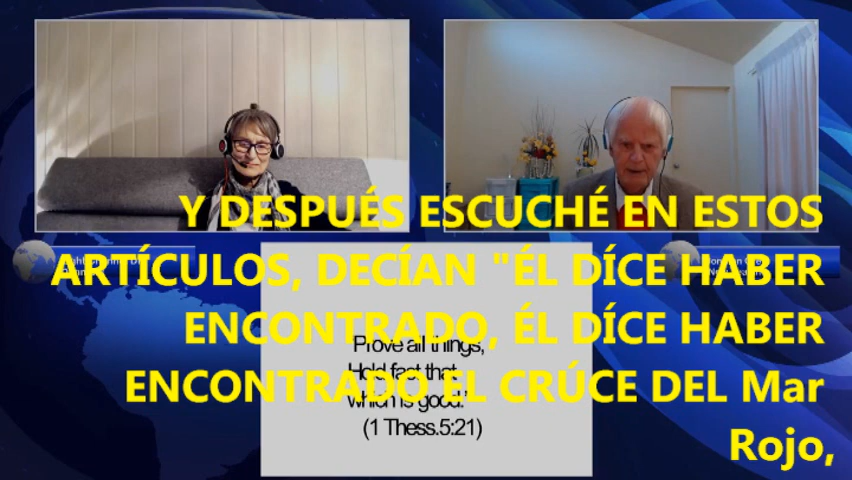 Y DESPUÉS ESCUCHÉ EN ESTOS
ARTÍCULOS, DECÍAN "ÉL DÍCE HABER
ENCONTRADO, ÉL DÍCE HABER
ENCONTRADO EL CRÚCE DEL Mar
Rojo,
Prove all things,
Hold fast that
which is good."
(1 Thess.5:21)